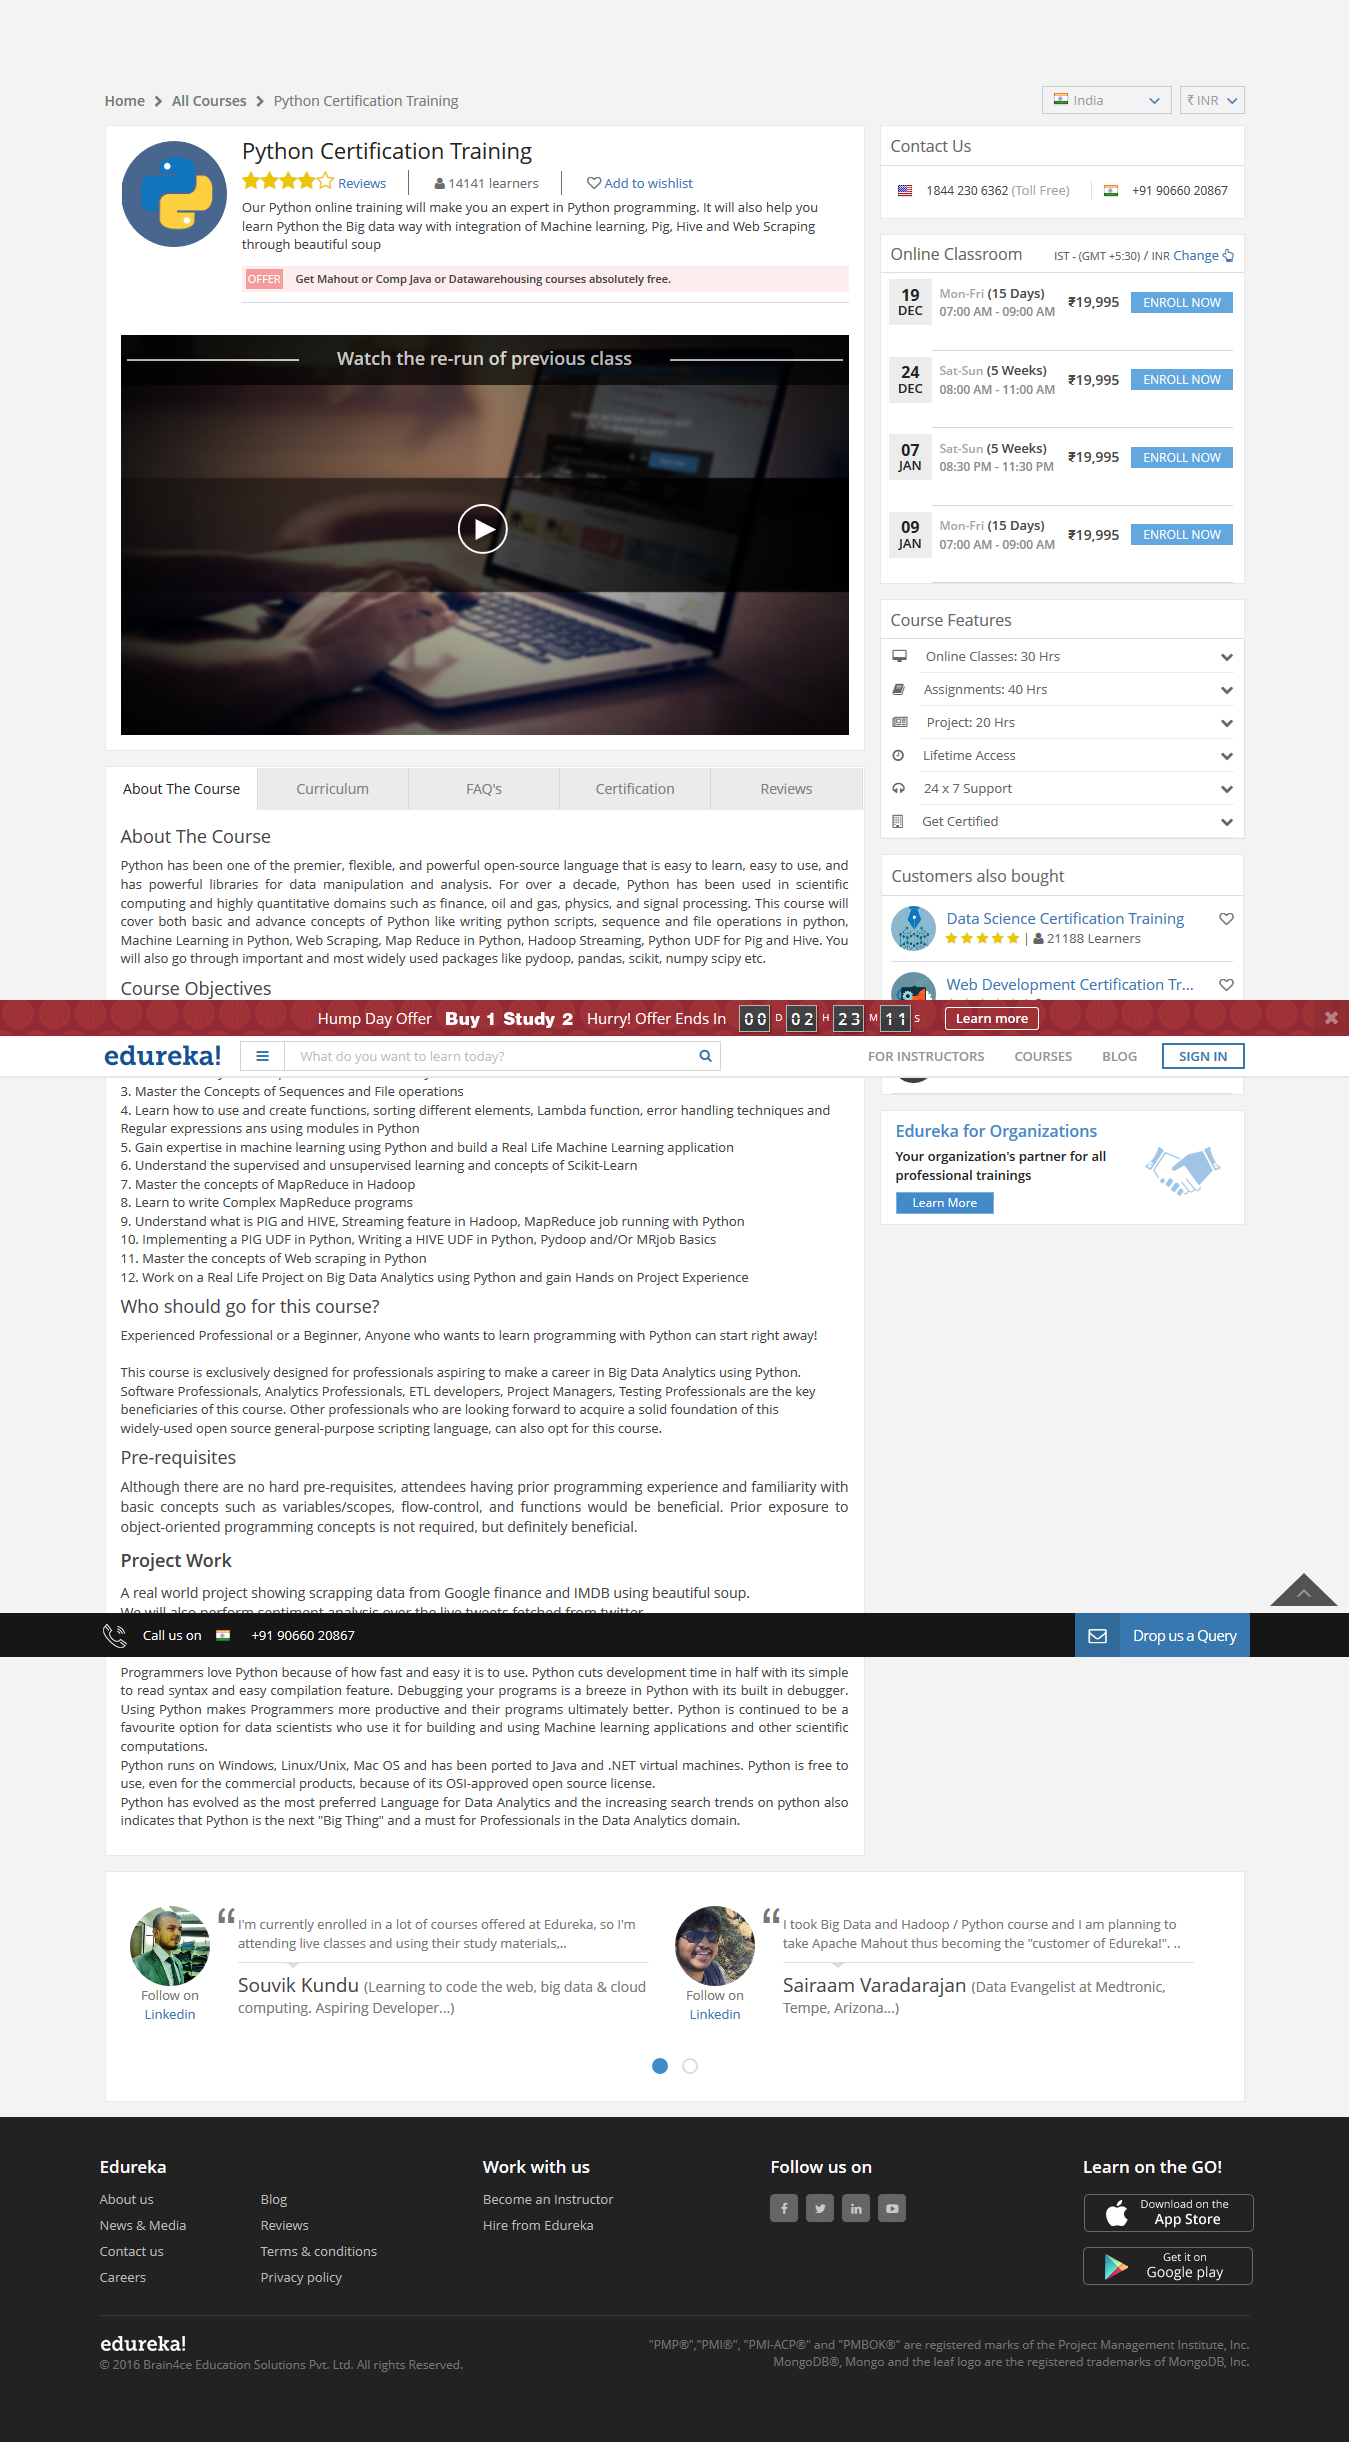 Home All Courses Python Certification Training
India
₹ INR
Python Certification Training
Reviews
14141 learners
Add to wishlist
Our Python online training will make you an expert in Python programming. It will also help you
learn Python the Big data way with integration of Machine learning, Pig, Hive and Web Scraping
through beautiful soup
OFFER Get Mahout or Comp Java or Datawarehousing courses absolutely free.
Watch the re-run of previous class
Contact Us
1844 230 6362 (Toll Free)
+91 90660 20867
Online Classroom IST - (GMT +5:30) / INR Change
19 DEC
Mon-Fri (15 Days)
07:00 AM - 09:00 AM
₹19,995
ENROLL NOW
24 DEC
Sat-Sun (5 Weeks)
08:00 AM - 11:00 AM
₹19,995
ENROLL NOW
07 JAN
Sat-Sun (5 Weeks)
08:30 PM - 11:30 PM
₹19,995
ENROLL NOW
09 JAN
Mon-Fri (15 Days)
07:00 AM - 09:00 AM
₹19,995
ENROLL NOW
Course Features
Online Classes: 30 Hrs
Assignments: 40 Hrs
Project: 20 Hrs
Lifetime Access
24 x 7 Support
Get Certified
Customers also bought
Data Science Certification Training
| 21188 Learners
Web Development Certification Tr...
About The Course
Curriculum
FAQ's
Certification
Reviews
About The Course
Python has been one of the premier, flexible, and powerful open-source language that is easy to learn, easy to use, and
has powerful libraries for data manipulation and analysis. For over a decade, Python has been used in scientific
computing and highly quantitative domains such as finance, oil and gas, physics, and signal processing. This course will
cover both basic and advance concepts of Python like writing python scripts, sequence and file operations in python,
Machine Learning in Python, Web Scraping, Map Reduce in Python, Hadoop Streaming, Python UDF for Pig and Hive. You
will also go through important and most widely used packages like pydoop, pandas, scikit, numpy scipy etc.
Course Objectives
Hump Day Offer Buy 1 Study 2 Hurry! Offer Ends In 00 D 02 H 23 M 11 S Learn more
edureka!
What do you want to learn today?
FOR INSTRUCTORS
COURSES
BLOG
SIGN IN
3. Master the Concepts of Sequences and File operations
4. Learn how to use and create functions, sorting different elements, Lambda function, error handling techniques and
Regular expressions ans using modules in Python
5. Gain expertise in machine learning using Python and build a Real Life Machine Learning application
6. Understand the supervised and unsupervised learning and concepts of Scikit-Learn
7. Master the concepts of MapReduce in Hadoop
8. Learn to write Complex MapReduce programs
9. Understand what is PIG and HIVE, Streaming feature in Hadoop, MapReduce job running with Python
10. Implementing a PIG UDF in Python, Writing a HIVE UDF in Python, Pydoop and/Or MRjob Basics
11. Master the concepts of Web scraping in Python
12. Work on a Real Life Project on Big Data Analytics using Python and gain Hands on Project Experience
Edureka for Organizations
Your organization's partner for all
professional trainings
Learn More
Who should go for this course?
Experienced Professional or a Beginner, Anyone who wants to learn programming with Python can start right away!
This course is exclusively designed for professionals aspiring to make a career in Big Data Analytics using Python.
Software Professionals, Analytics Professionals, ETL developers, Project Managers, Testing Professionals are the key
beneficiaries of this course. Other professionals who are looking forward to acquire a solid foundation of this
widely-used open source general-purpose scripting language, can also opt for this course.
Pre-requisites
Although there are no hard pre-requisites, attendees having prior programming experience and familiarity with
basic concepts such as variables/scopes, flow-control, and functions would be beneficial. Prior exposure to
object-oriented programming concepts is not required, but definitely beneficial.
Project Work
A real world project showing scrapping data from Google finance and IMDB using beautiful soup.
We will also perform sentiment analysis over the live tweets fetched from twitter
Call us on +91 90660 20867
Drop us a Query
Programmers love Python because of how fast and easy it is to use. Python cuts development time in half with its simple
to read syntax and easy compilation feature. Debugging your programs is a breeze in Python with its built in debugger.
Using Python makes Programmers more productive and their programs ultimately better. Python is continued to be a
favourite option for data scientists who use it for building and using Machine learning applications and other scientific
computations.
Python runs on Windows, Linux/Unix, Mac OS and has been ported to Java and .NET virtual machines. Python is free to
use, even for the commercial products, because of its OSI-approved open source license.
Python has evolved as the most preferred Language for Data Analytics and the increasing search trends on python also
indicates that Python is the next "Big Thing" and a must for Professionals in the Data Analytics domain.
“I'm currently enrolled in a lot of courses offered at Edureka, so I'm
attending live classes and using their study materials,..
Souvik Kundu (Learning to code the web, big data & cloud
computing. Aspiring Developer...)
Follow on
Linkedin
“I took Big Data and Hadoop / Python course and I am planning to
take Apache Mahout thus becoming the "customer of Edureka!". ..
Sairaam Varadarajan (Data Evangelist at Medtronic,
Tempe, Arizona...)
Follow on
Linkedin
Edureka
About us
News & Media
Contact us
Careers
Blog
Reviews
Terms & conditions
Privacy policy
Work with us
Become an Instructor
Hire from Edureka
Follow us on
Learn on the GO!
Download on the
App Store
Get it on
Google play
edureka!
© 2016 Brain4ce Education Solutions Pvt. Ltd. All rights Reserved.
"PMP®","PMI®", "PMI-ACP®" and "PMBOK®" are registered marks of the Project Management Institute, Inc.
MongoDB®, Mongo and the leaf logo are the registered trademarks of MongoDB, Inc.